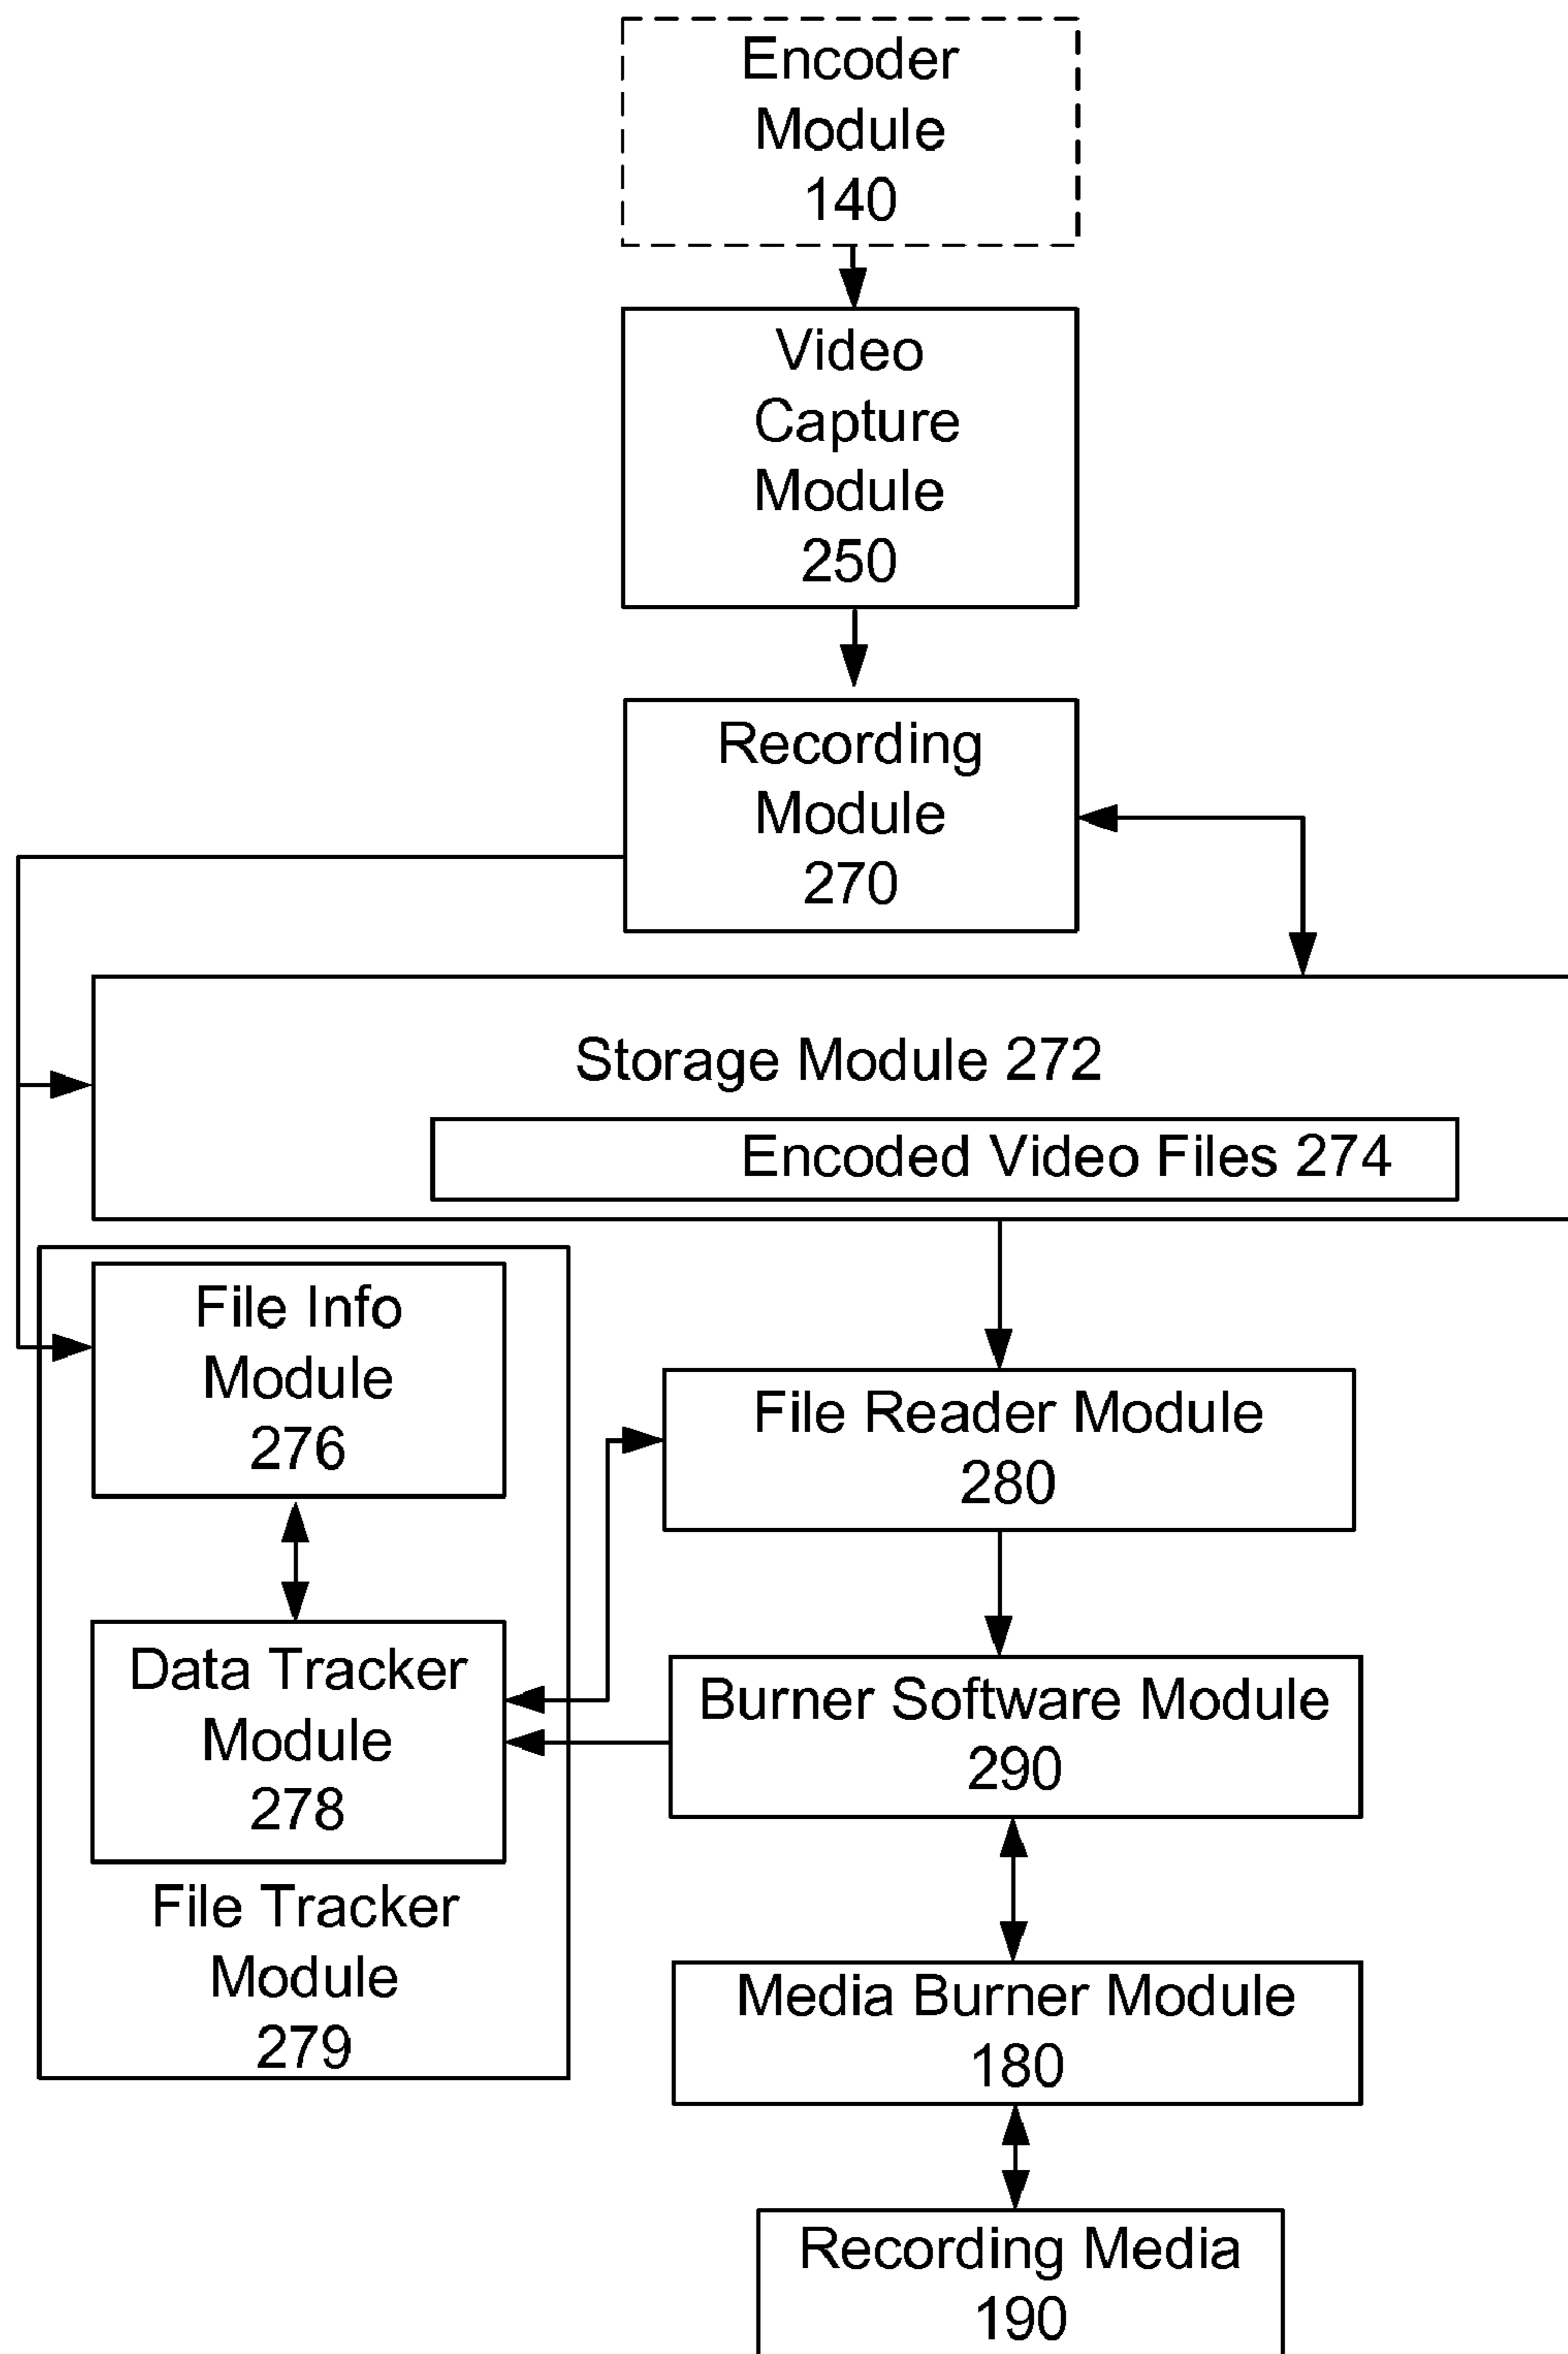 Encoder
Module
140
Video
Capture
Module
250
Recording
Module
270
Storage Module 272
Encoded Video Files 274
File Info
Module
276
File Reader Module
280
Data Tracker
Module
278
Burner Software Module
290
File Tracker
Module
279
Media Burner Module
180
Recording Media
190